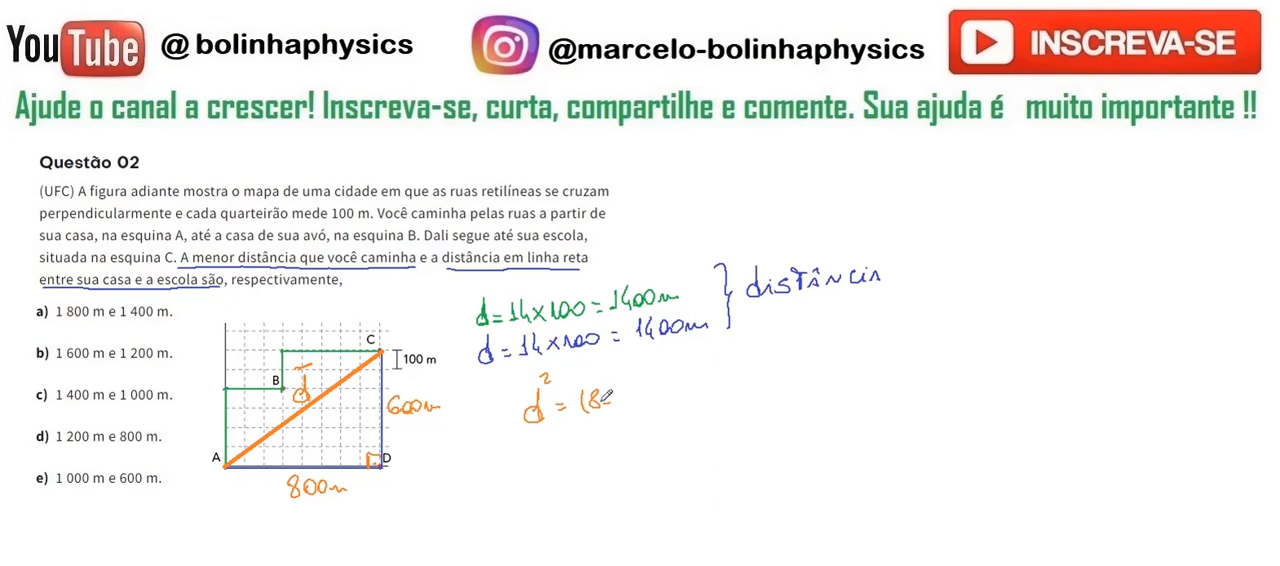 YouTube @bolinhaphysics @marcelo-bolinhaphysics INSCREVA-SE
Ajude o canal a crescer! Inscreva-se, curta, compartilhe e comente. Sua ajuda é muito importante !!
Questão 02
(UFC) A figura adiante mostra o mapa de uma cidade em que as ruas retilíneas se cruzam
perpendicularmente e cada quarteirão mede 100 m. Você caminha pelas ruas a partir de
sua casa, na esquina A, até a casa de sua avó, na esquina B. Dali segue até sua escola,
situada na esquina C. A menor distância que você caminha e a distância em linha reta
entre sua casa e a escola são, respectivamente,
a) 1 800 m e 1 400 m.
b) 1 600 m e 1 200 m.
c) 1 400 m e 1 000 m.
d) 1 200 m e 800 m.
e) 1 000 m e 600 m.
C
100 m
B
d
600m
A
D
800m
d=14x100=1400m
d=14x100=1400m
} distância
d² = (8